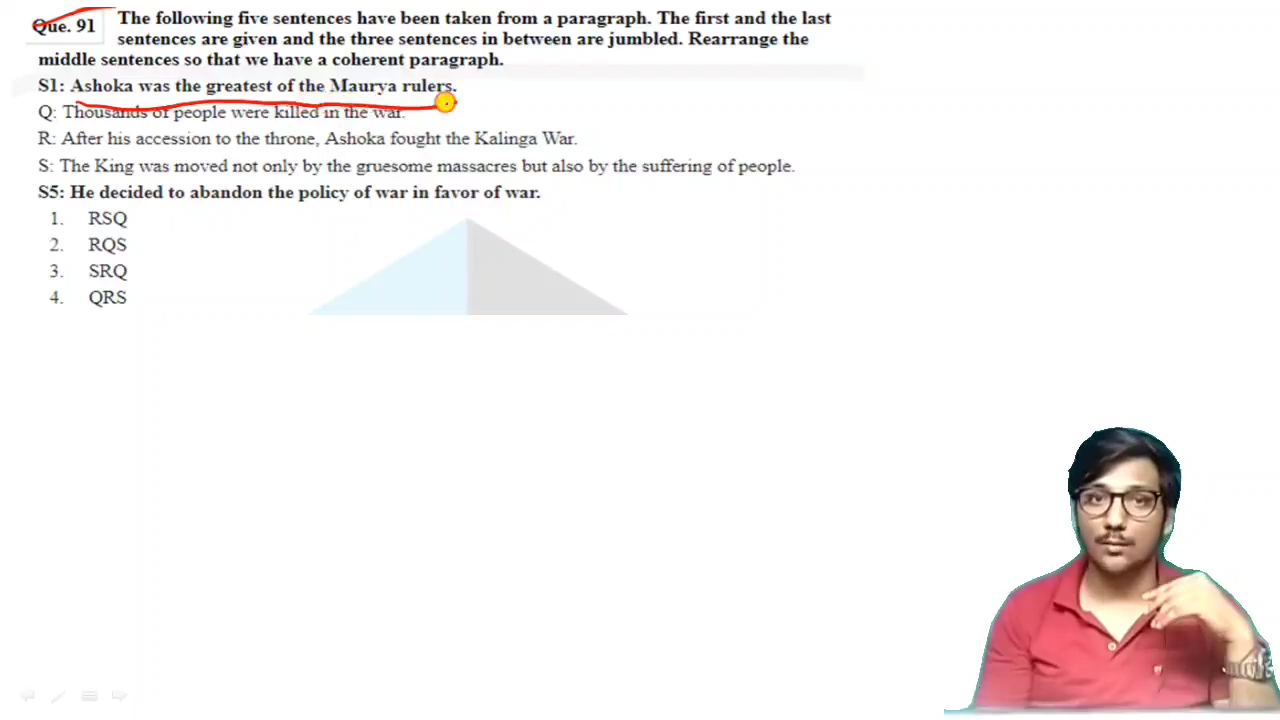 Que. 91 The following five sentences have been taken from a paragraph. The first and the last
sentences are given and the three sentences in between are jumbled. Rearrange the
middle sentences so that we have a coherent paragraph.
S1: Ashoka was the greatest of the Maurya rulers.
Q: Thousands of people were killed in the war.
R: After his accession to the throne, Ashoka fought the Kalinga War.
S: The King was moved not only by the gruesome massacres but also by the suffering of people.
S5: He decided to abandon the policy of war in favor of war.
1. RSQ
2. RQS
3. SRQ
4. QRS